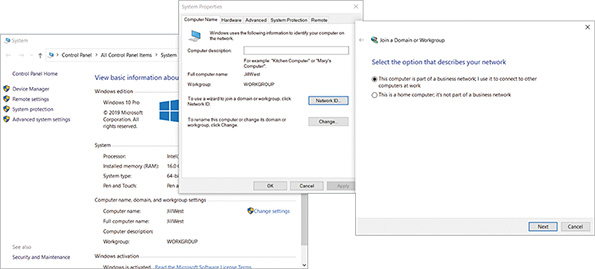 System
Control Panel > All Control Panel Items > System
Control Panel Home
Device Manager
Remote settings
System protection
Advanced system settings
See also
Security and Maintenance
View basic information about
Windows edition
Windows 10 Pro
© 2019 Microsoft
Corporation. All
rights reserved.
System
Processor: Intel
Installed memory (RAM): 16.0
System type: 64-
Pen and Touch: Pen
Computer name, domain, and workgroup settings
Computer name: JillWest
Change settings
Full computer name: JillWest
Computer description:
Workgroup: WORKGROUP
Windows activation
Windows is activated Read the Microsoft Software License Terms
System Properties
Computer Name Hardware Advanced System Protection Remote
Windows uses the following information to identify your computer
on the network.
Computer description:
For example: "Kitchen Computer" or "Mary's
Computer".
Full computer name: JillWest
Workgroup: WORKGROUP
To use a wizard to join a domain or workgroup, click
Network ID.
Network ID...
To rename this computer or change its domain or
workgroup, click Change.
Change...
OK Cancel Apply
Join a Domain or Workgroup
Select the option that describes your network
This computer is part of a business network; I use it to connect to other
computers at work
This is a home computer; it's not part of a business network
Next Cancel